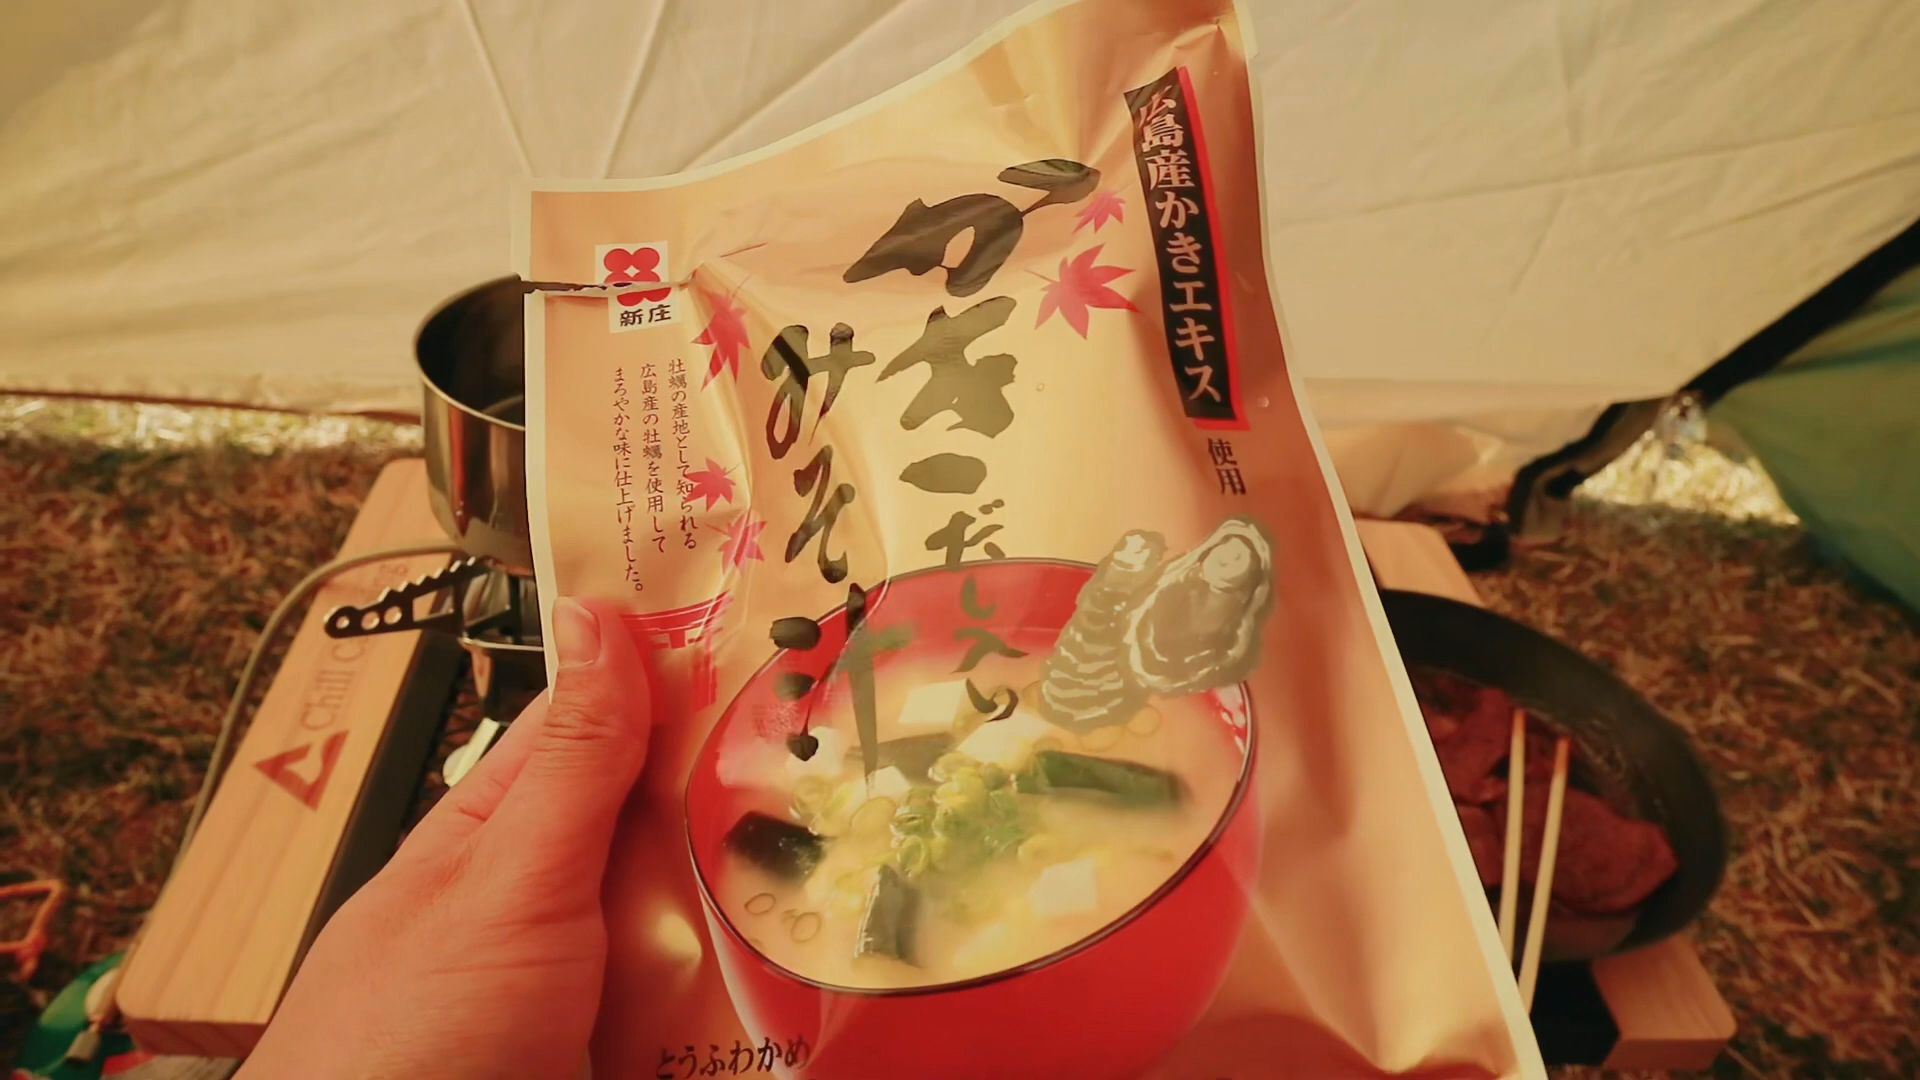 広島産かきエキス
使用
かき
だし入り
みそ汁
新庄
牡蠣の産地として知られる
広島産の牡蠣を使用して
まろやかな味に仕上げました。
とうふわかめ
Chill C